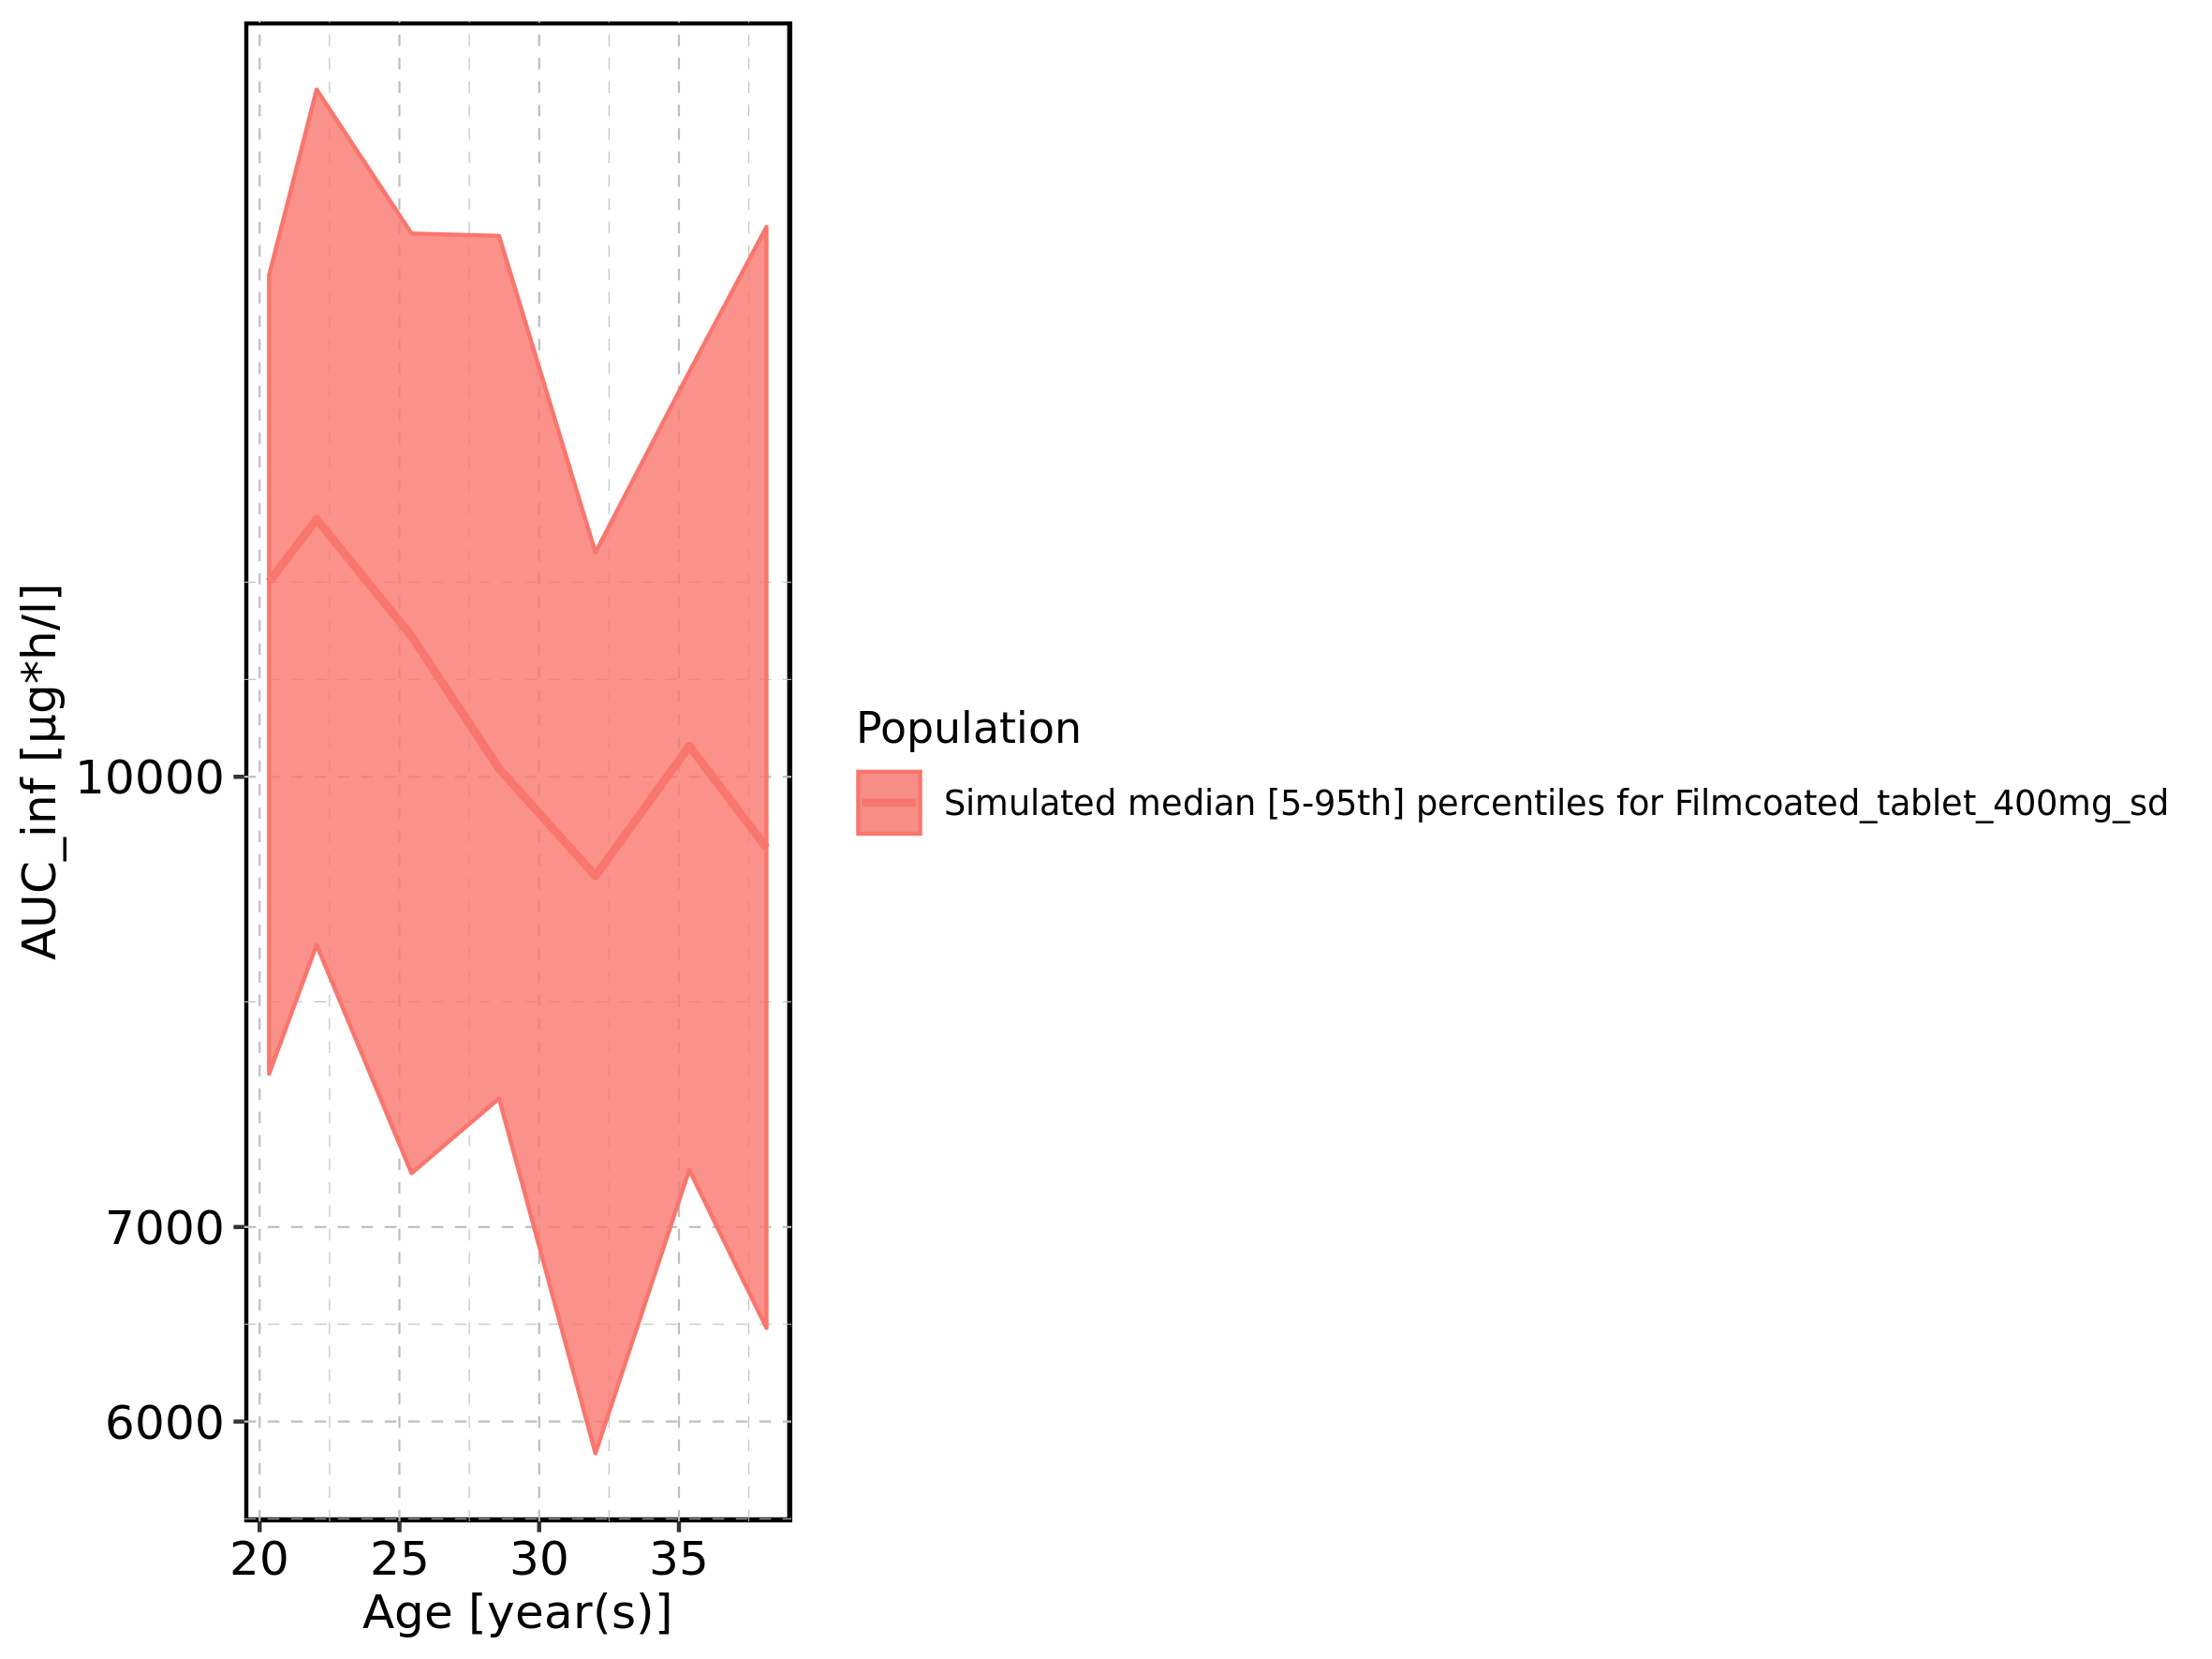 AUC_inf [µg*h/l]
10000
7000
6000
20 25 30 35
Age [year(s)]
Population
Simulated median [5-95th] percentiles for Filmcoated_tablet_400mg_sd